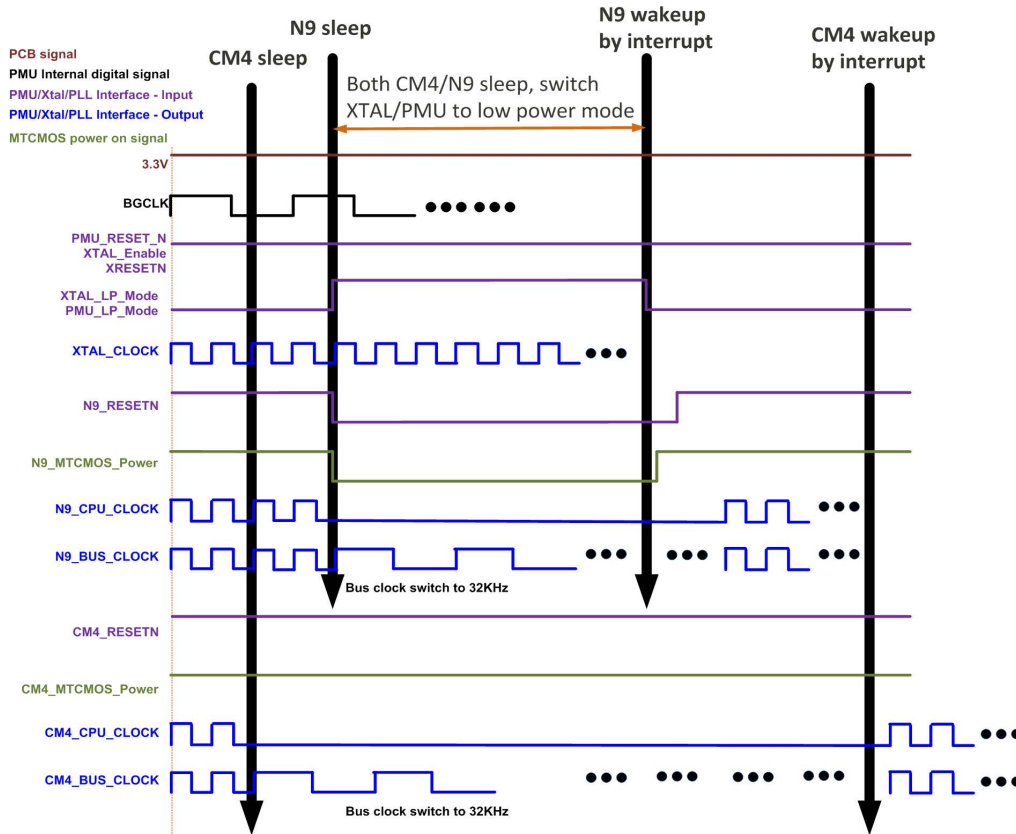 N9 sleep
N9 wakeup
by interrupt
CM4 wakeup
by interrupt
PCB signal
CM4 sleep
PMU Internal digital signal
Both CM4/N9 sleep, switch
XTAL/PMU to low power mode
PMU/Xtal/PLL Interface - Input
PMU/Xtal/PLL Interface - Output
MTCMOS power on signal
3.3V
BGCLK
PMU_RESET_N
XTAL_Enable
XRESETN
XTAL_LP_Mode
PMU_LP_Mode
XTAL_CLOCK
N9_RESETN
N9_MTCMOS_Power
N9_CPU_CLOCK
N9_BUS_CLOCK
Bus clock switch to 32KHz
CM4_RESETN
CM4_MTCMOS_Power
CM4_CPU_CLOCK
CM4_BUS_CLOCK
Bus clock switch to 32KHz